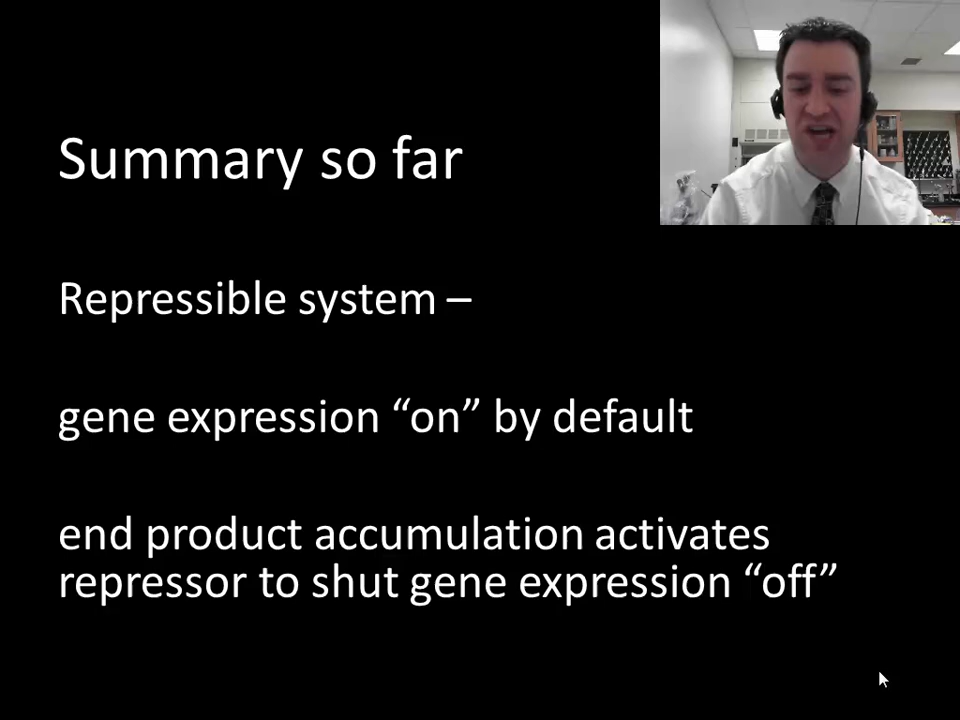 Summary so far
Repressible system –
gene expression “on” by default
end product accumulation activates
repressor to shut gene expression “off”